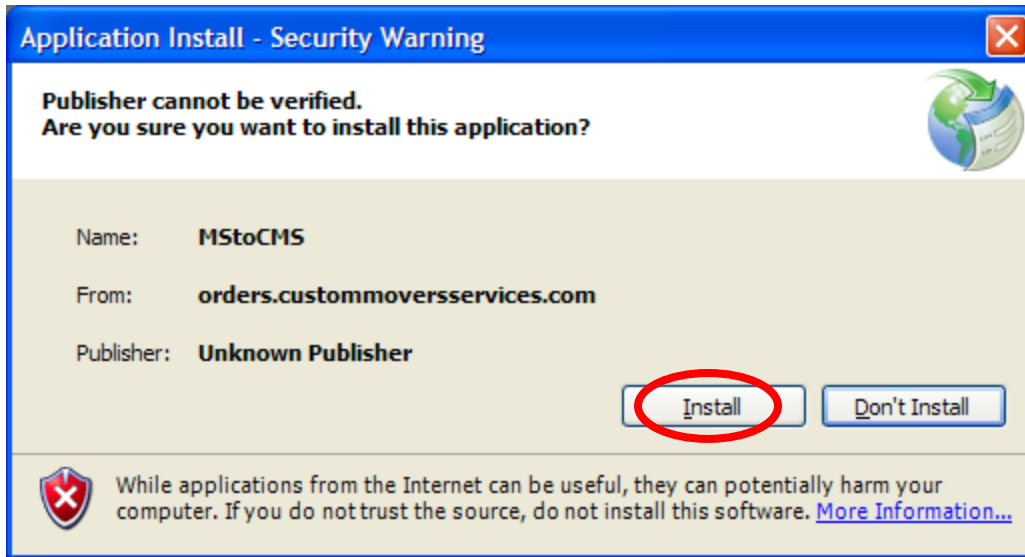 Application Install - Security Warning
Publisher cannot be verified.
Are you sure you want to install this application?
Name: MStoCMS
From: orders.custommoversservices.com
Publisher: Unknown Publisher
Install Don't Install
While applications from the Internet can be useful, they can potentially harm your
computer. If you do not trust the source, do not install this software. More Information...